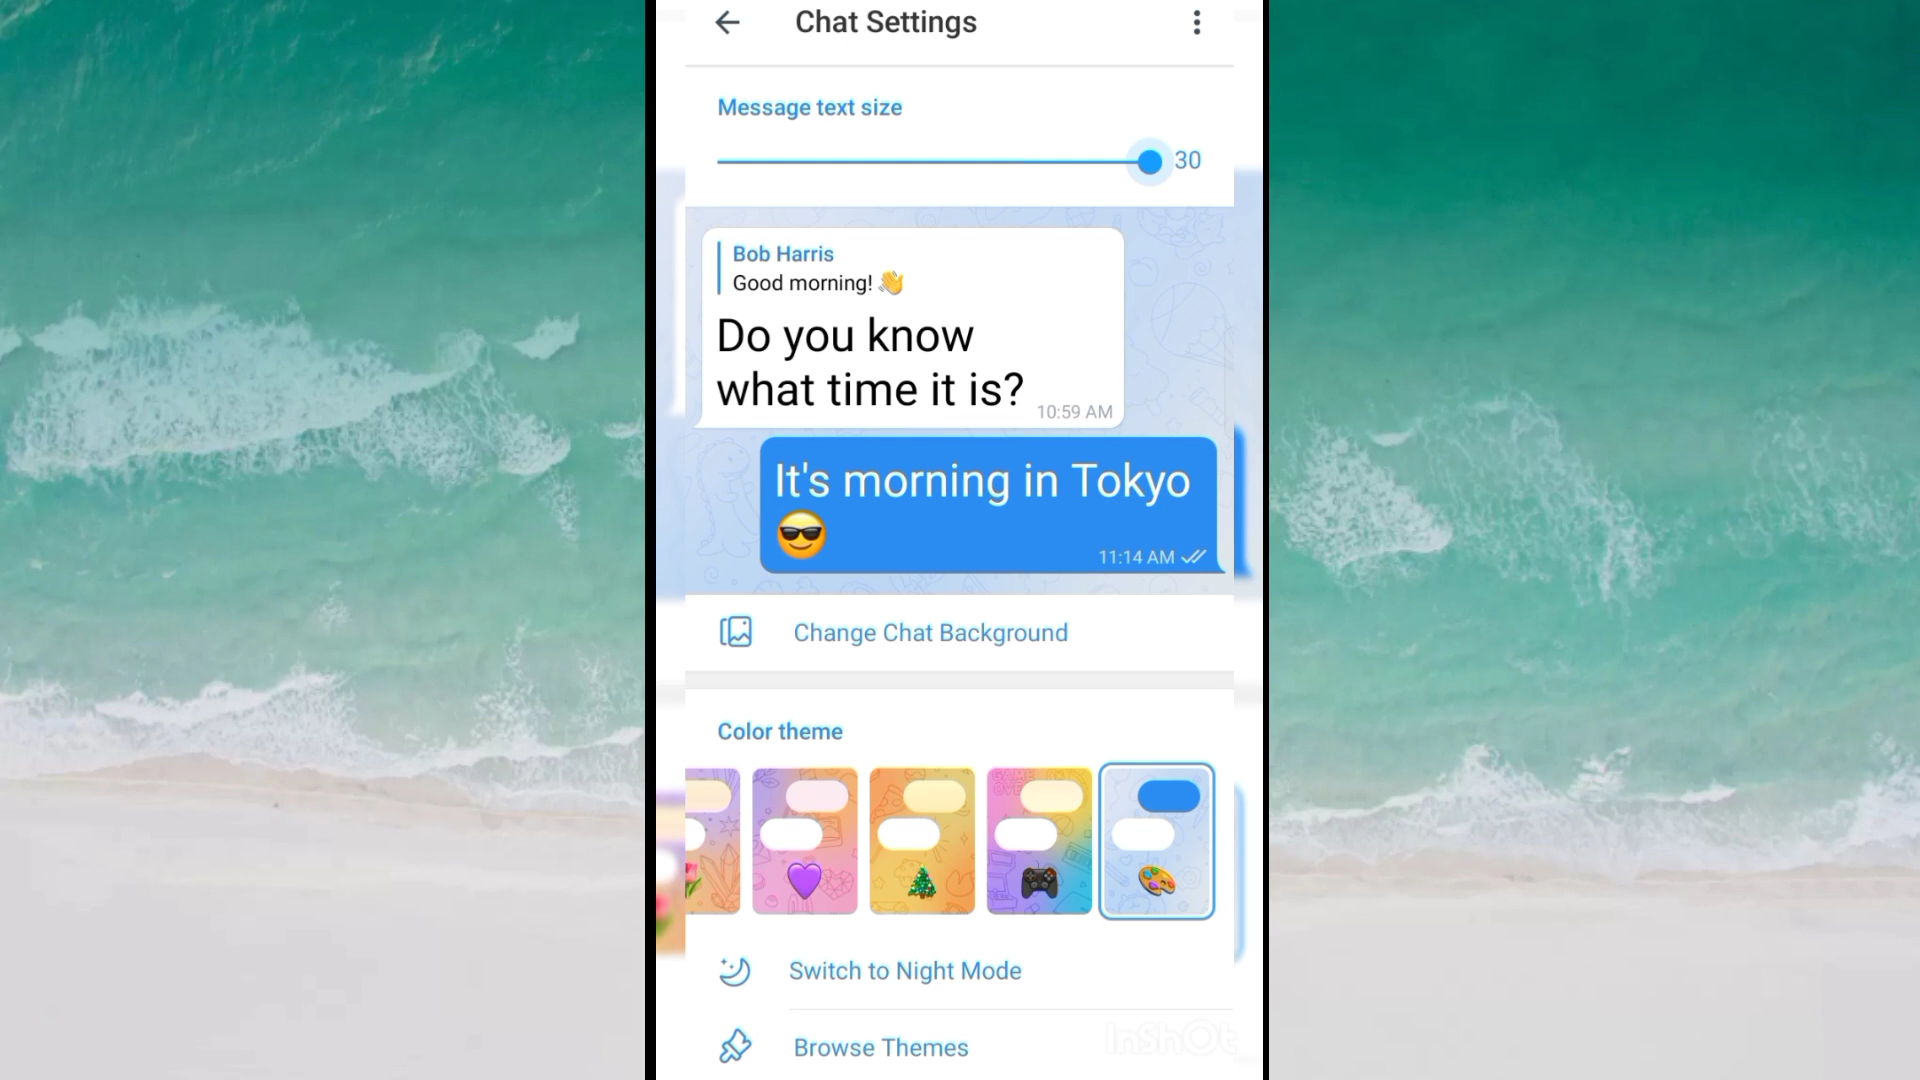 Chat Settings
Message text size
30
Bob Harris
Good morning! 👋
Do you know
what time it is?
10:59 AM
It's morning in Tokyo
😎
11:14 AM
Change Chat Background
Color theme
GAME
OVER
Switch to Night Mode
Browse Themes
InShOt